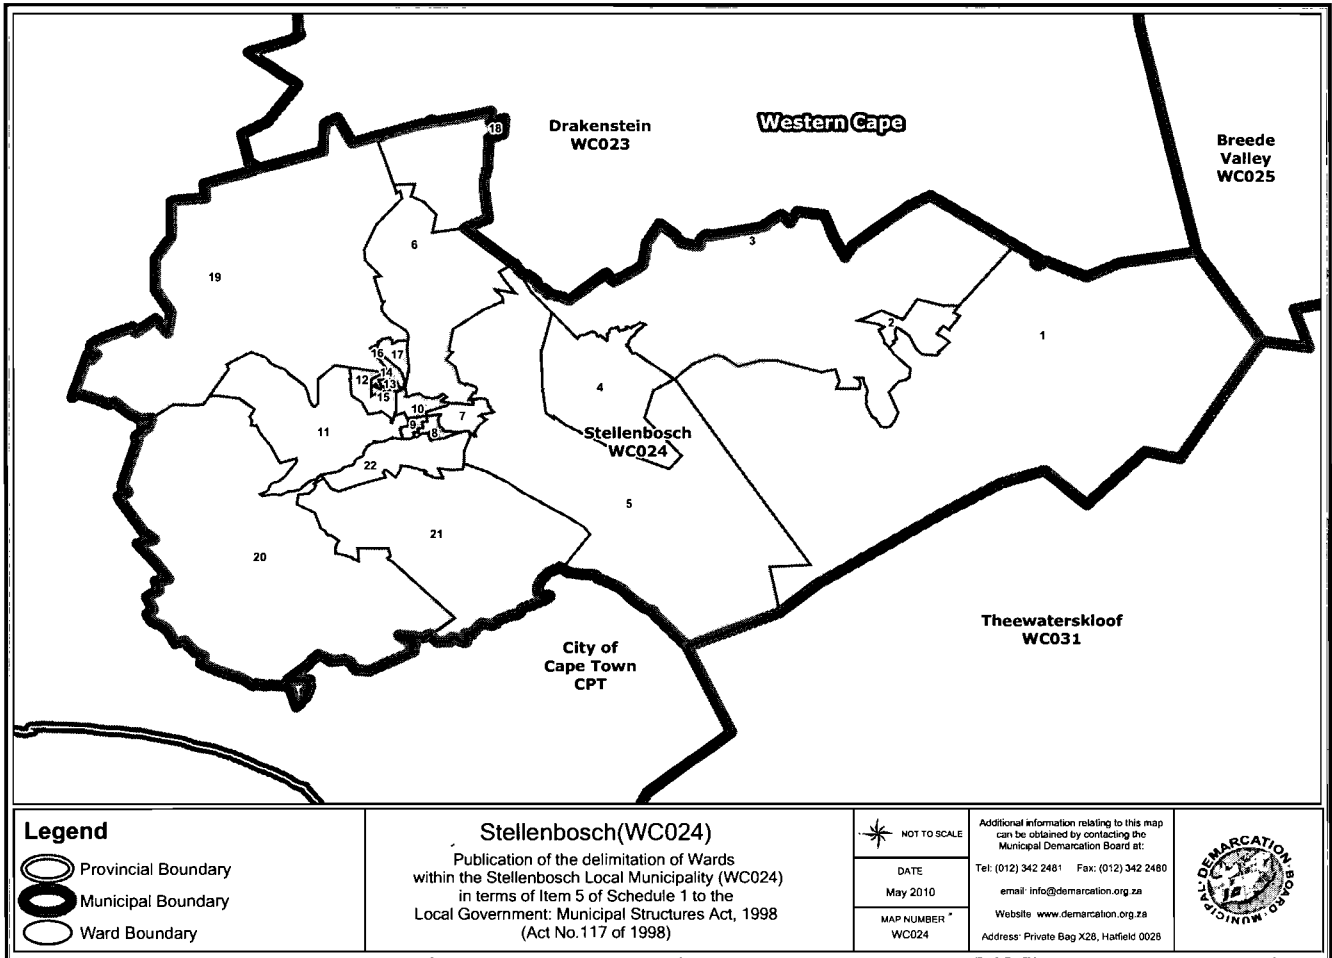 18
Drakenstein
WC023
Western Cape
Breede
Valley
WC025
3
6
19
2
1
16
17
14
12
13
15
4
10
7
9
8
11
Stellenbosch
WC024
22
5
21
20
Theewaterskloof
WC031
City of
Cape Town
CPT
Legend
Provincial Boundary
Municipal Boundary
Ward Boundary
Stellenbosch(WC024)
Publication of the delimitation of Wards
within the Stellenbosch Local Municipality (WC024)
in terms of Item 5 of Schedule 1 to the
Local Government: Municipal Structures Act, 1998
(Act No.117 of 1998)
NOT TO SCALE
DATE
May 2010
MAP NUMBER
WC024
Additional information relating to this map
can be obtained by contacting the
Municipal Demarcation Board at:
Tel: (012) 342 2481 Fax: (012) 342 2480
email: info@demarcation.org.za
Website www.demarcation.org.za
Address: Private Bag X28, Hatfield 0028
MUNICIPAL DEMARCATION BOARD